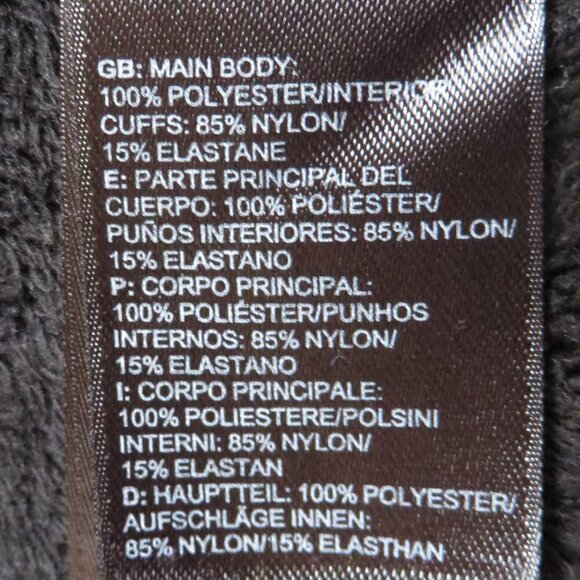 GB: MAIN BODY:
100% POLYESTER/INTERIOR
CUFFS: 85% NYLON/
15% ELASTANE
E: PARTE PRINCIPAL DEL
CUERPO: 100% POLIÉSTER/
PUÑOS INTERIORES: 85% NYLON/
15% ELASTANO
P: CORPO PRINCIPAL:
100% POLIÉSTER/PUNHOS
INTERNOS: 85% NYLON/
15% ELASTANO
I: CORPO PRINCIPALE:
100% POLIESTERE/POLSINI
INTERNI: 85% NYLON/
15% ELASTAN
D: HAUPTTEIL: 100% POLYESTER/
AUFSCHLÄGE INNEN:
85% NYLON/15% ELASTHAN